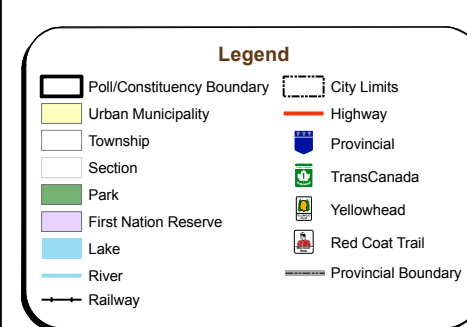 Legend
Poll/Constituency Boundary
Urban Municipality
Township
Section
Park
First Nation Reserve
Lake
River
Railway
City Limits
Highway
Provincial
TransCanada
Yellowhead
Red Coat Trail
Provincial Boundary